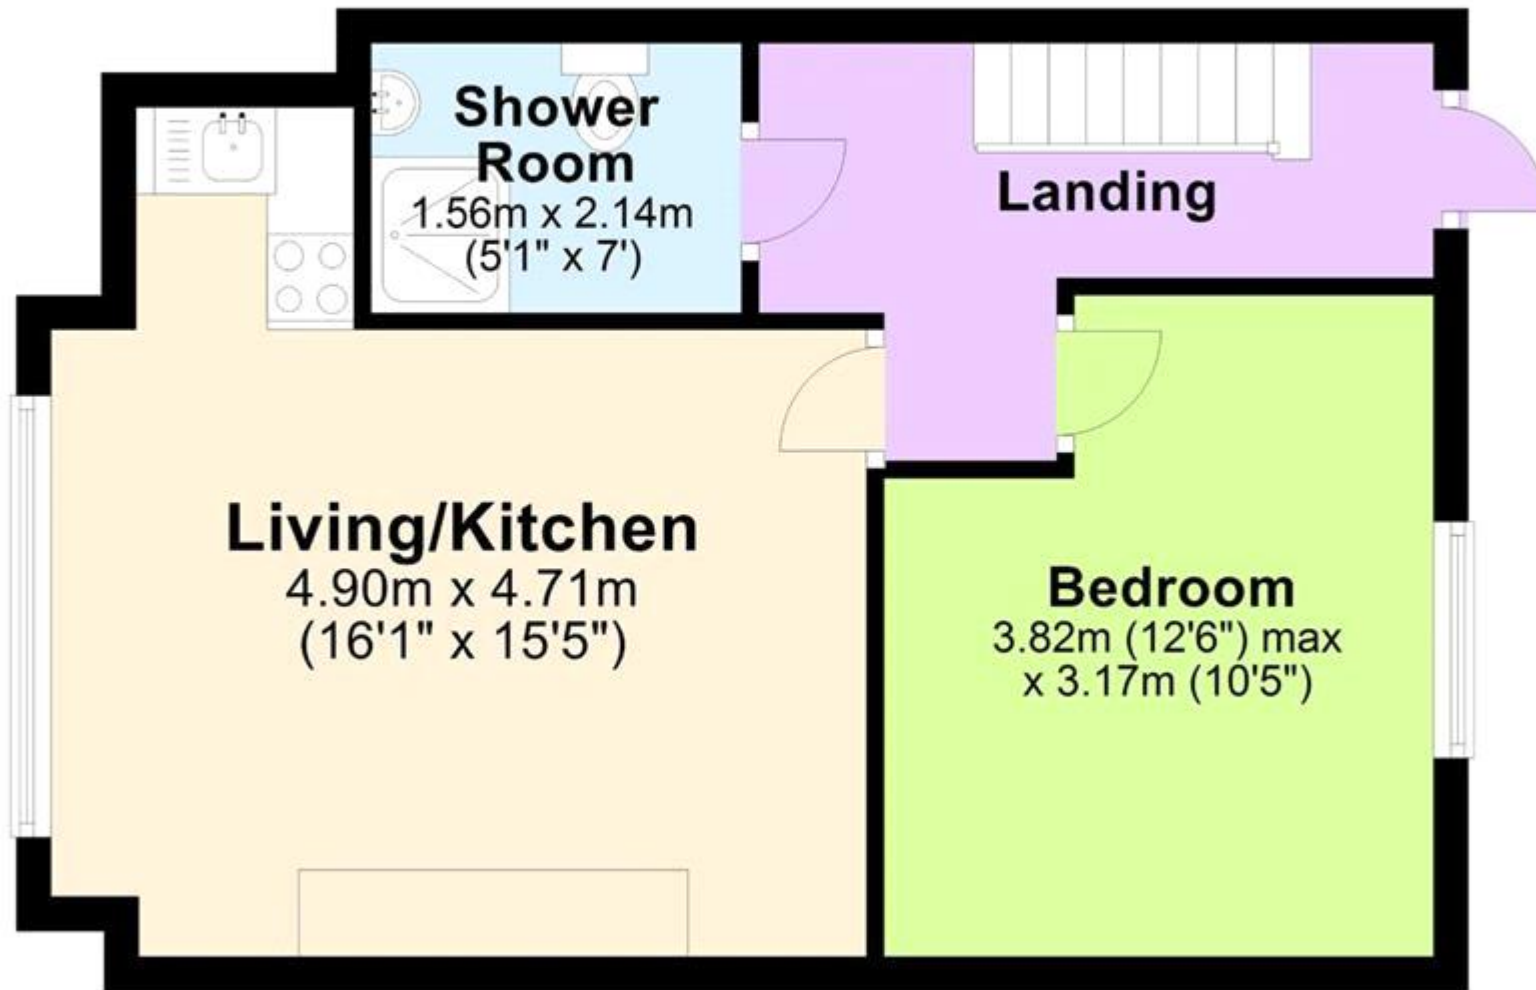 Shower
Room
1.56m x 2.14m
(5'1" x 7')
Landing
Living/Kitchen
4.90m x 4.71m
(16'1" x 15'5")
Bedroom
3.82m (12'6") max
x 3.17m (10'5")